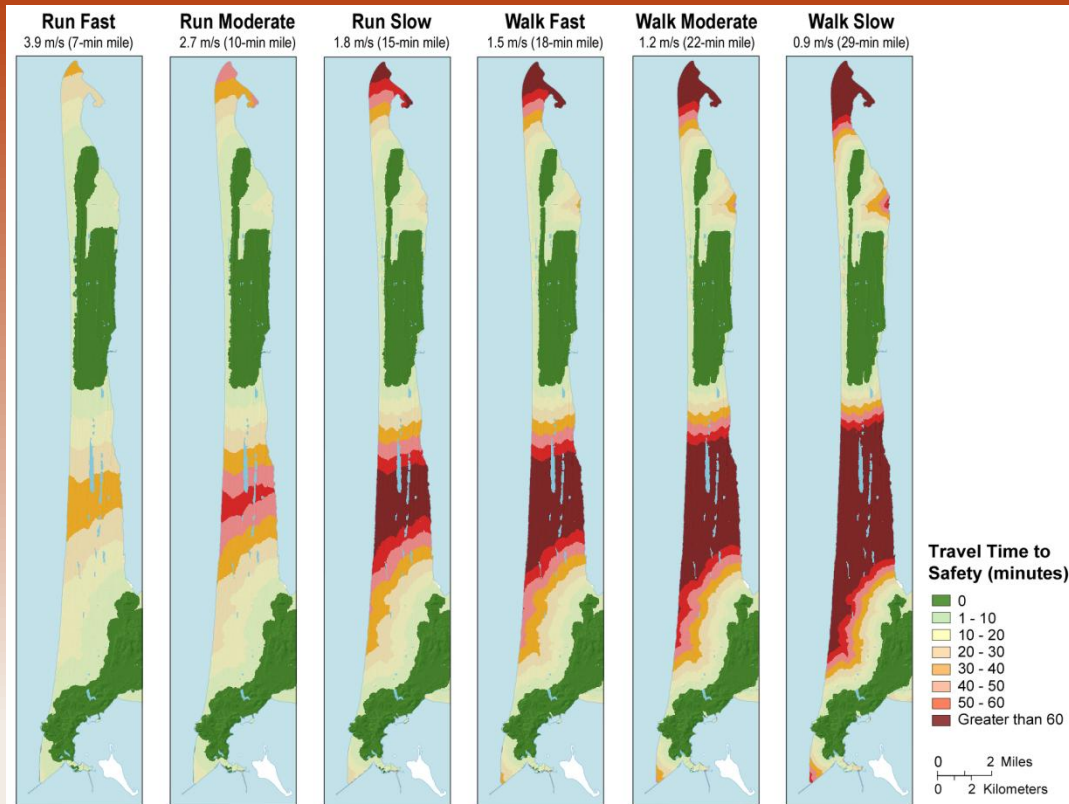 Run Fast
3.9 m/s (7-min mile)
Run Moderate
2.7 m/s (10-min mile)
Run Slow
1.8 m/s (15-min mile)
Walk Fast
1.5 m/s (18-min mile)
Walk Moderate
1.2 m/s (22-min mile)
Walk Slow
0.9 m/s (29-min mile)
Travel Time to
Safety (minutes)
0
1 - 10
10 - 20
20 - 30
30 - 40
40 - 50
50 - 60
Greater than 60
0 2 Miles
0 2 Kilometers